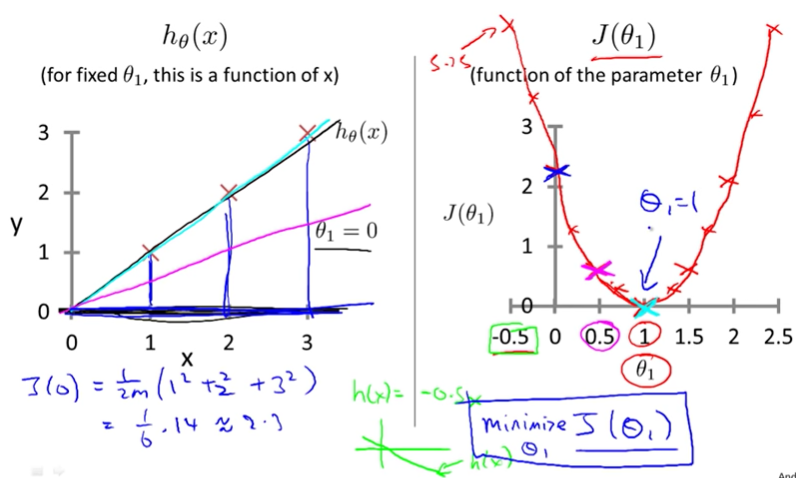 hθ(x)
(for fixed θ₁, this is a function of x)
3
2
1
0
y
hθ(x)
θ₁ = 0
0 1 2 3
x
J(0) = 1/2m (1² + 2² + 3²)
= 1/6 · 14 ≈ 2.3
h(x) = -0.5x
h(x)
J(θ₁)
5.25
(function of the parameter θ₁)
3
2
1
0
J(θ₁)
θ₁=1
-0.5 0 0.5 1 1.5 2 2.5
θ₁
minimize J(θ₁)
θ₁
And